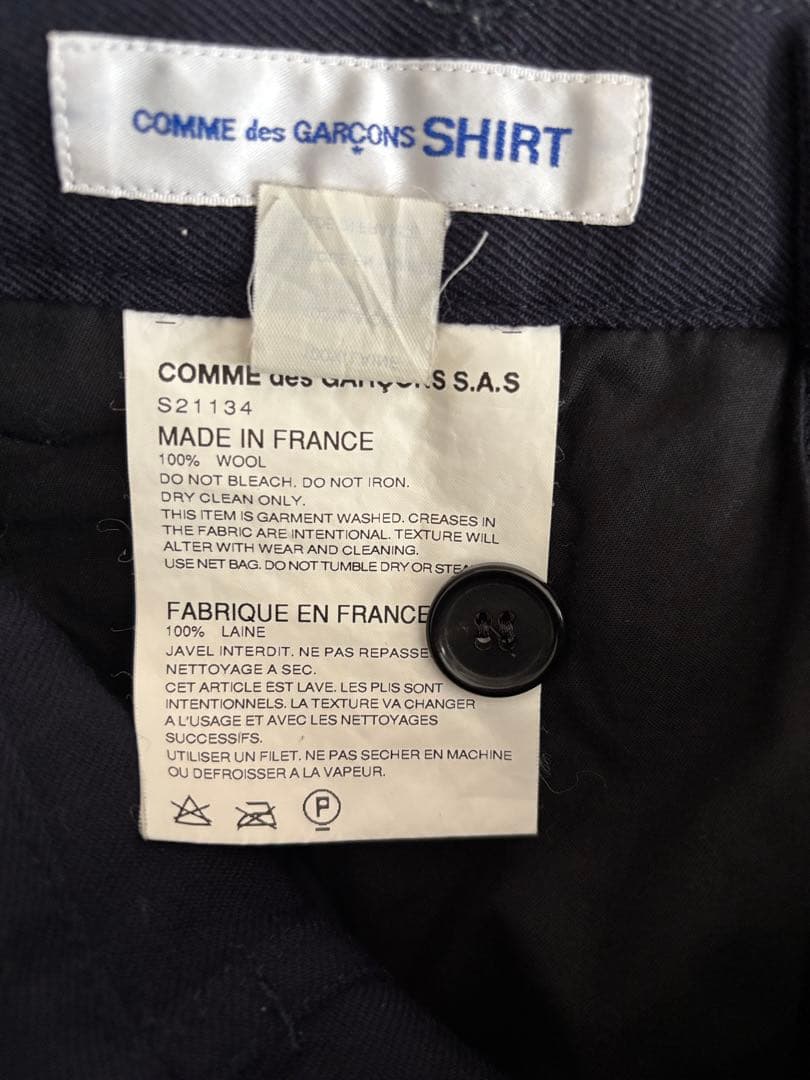 COMME des GARÇONS SHIRT
COMME des GARÇONS S.A.S
S21134
MADE IN FRANCE
100% WOOL
DO NOT BLEACH. DO NOT IRON.
DRY CLEAN ONLY.
THIS ITEM IS GARMENT WASHED. CREASES IN
THE FABRIC ARE INTENTIONAL. TEXTURE WILL
ALTER WITH WEAR AND CLEANING.
USE NET BAG. DO NOT TUMBLE DRY OR
FABRIQUE EN FRANCE
100% LAINE
JAVEL INTERDIT. NE PAS REPASSE
NETTOYAGE A SEC.
CET ARTICLE EST LAVE. LES PLIS SONT
INTENTIONNELS. LA TEXTURE VA CHANGER
A L'USAGE ET AVEC LES NETTOYAGES
SUCCESSIFS.
UTILISER UN FILET. NE PAS SECHER EN MACHINE
OU DEFROISSER A LA VAPEUR.
P